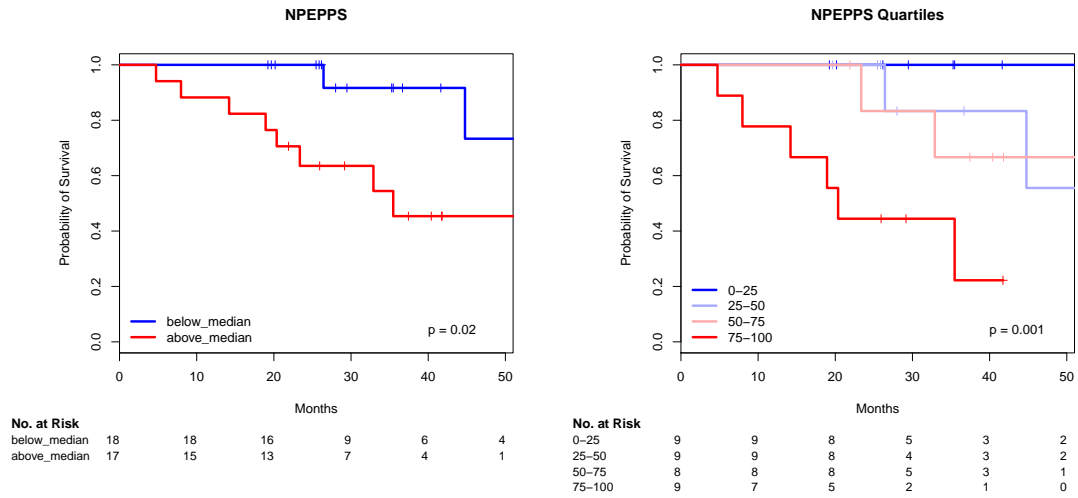 NPEPPS
Probability of Survival
1.0
0.8
0.6
0.4
0.2
0.0
below_median
above_median
p = 0.02
0 10 20 30 40 50
Months
No. at Risk
below_median 18 18 16 9 6 4
above_median 17 15 13 7 4 1
NPEPPS Quartiles
Probability of Survival
1.0
0.8
0.6
0.4
0.2
0.0
0−25
25−50
50−75
75−100
p = 0.001
0 10 20 30 40 50
Months
No. at Risk
0−25 9 9 8 5 3 2
25−50 9 9 8 4 3 2
50−75 8 8 8 5 3 1
75−100 9 7 5 2 1 0